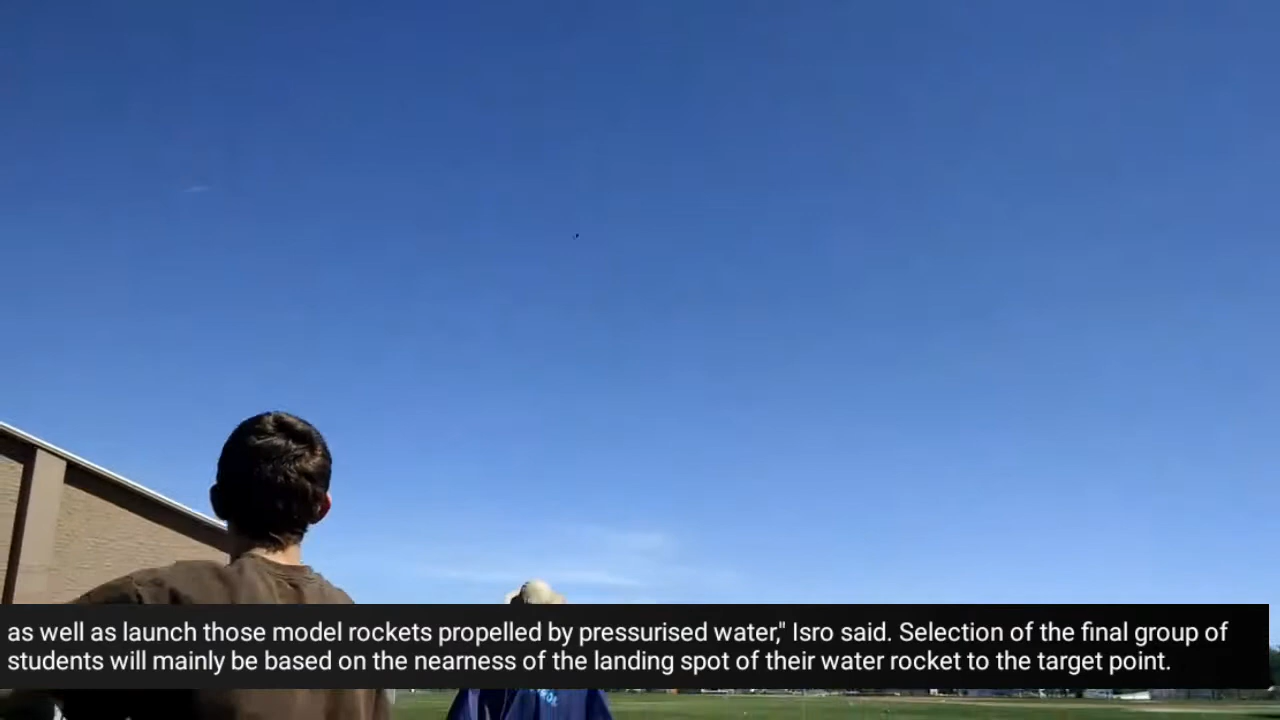 as well as launch those model rockets propelled by pressurised water," Isro said. Selection of the final group of
students will mainly be based on the nearness of the landing spot of their water rocket to the target point.